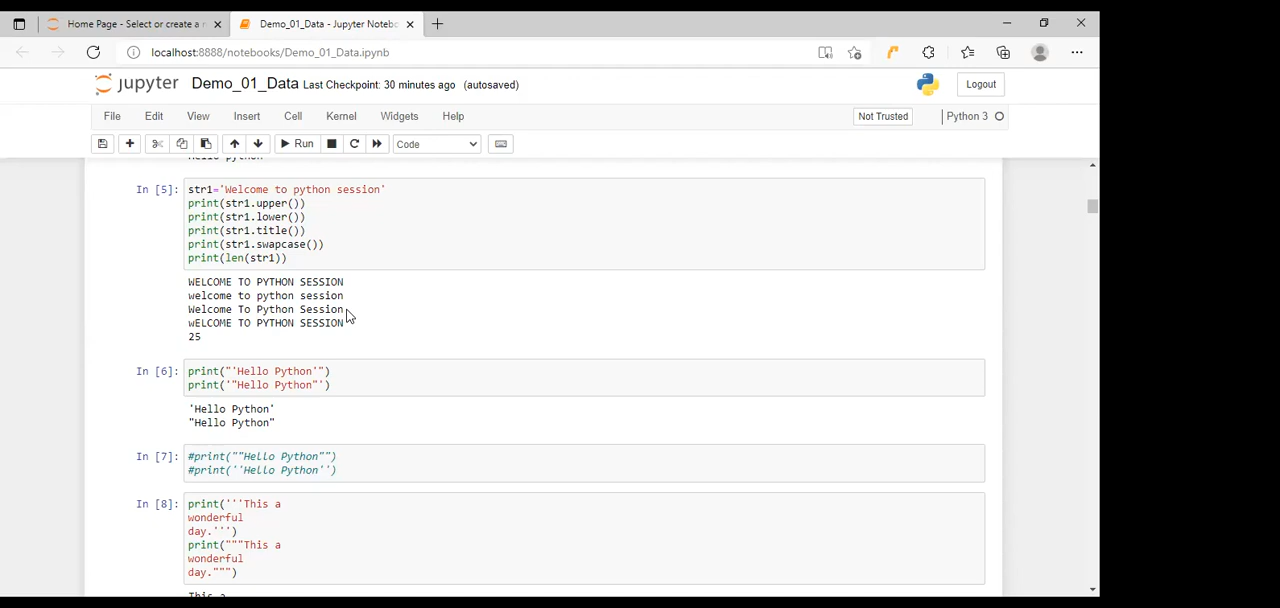 Home Page - Select or create a n
Demo_01_Data - Jupyter Notebo
localhost:8888/notebooks/Demo_01_Data.ipynb
jupyter Demo_01_Data Last Checkpoint: 30 minutes ago (autosaved) Logout
File Edit View Insert Cell Kernel Widgets Help Not Trusted Python 3
Run Code
Hello python
In [5]: str1='Welcome to python session'
print(str1.upper())
print(str1.lower())
print(str1.title())
print(str1.swapcase())
print(len(str1))
WELCOME TO PYTHON SESSION
welcome to python session
Welcome To Python Session
wELCOME TO PYTHON SESSION
25
In [6]: print("'Hello Python'")
print('"Hello Python"')
'Hello Python'
"Hello Python"
In [7]: #print(""Hello Python"")
#print(''Hello Python'')
In [8]: print('''This a
wonderful
day.''')
print("""This a
wonderful
day.""")
This a